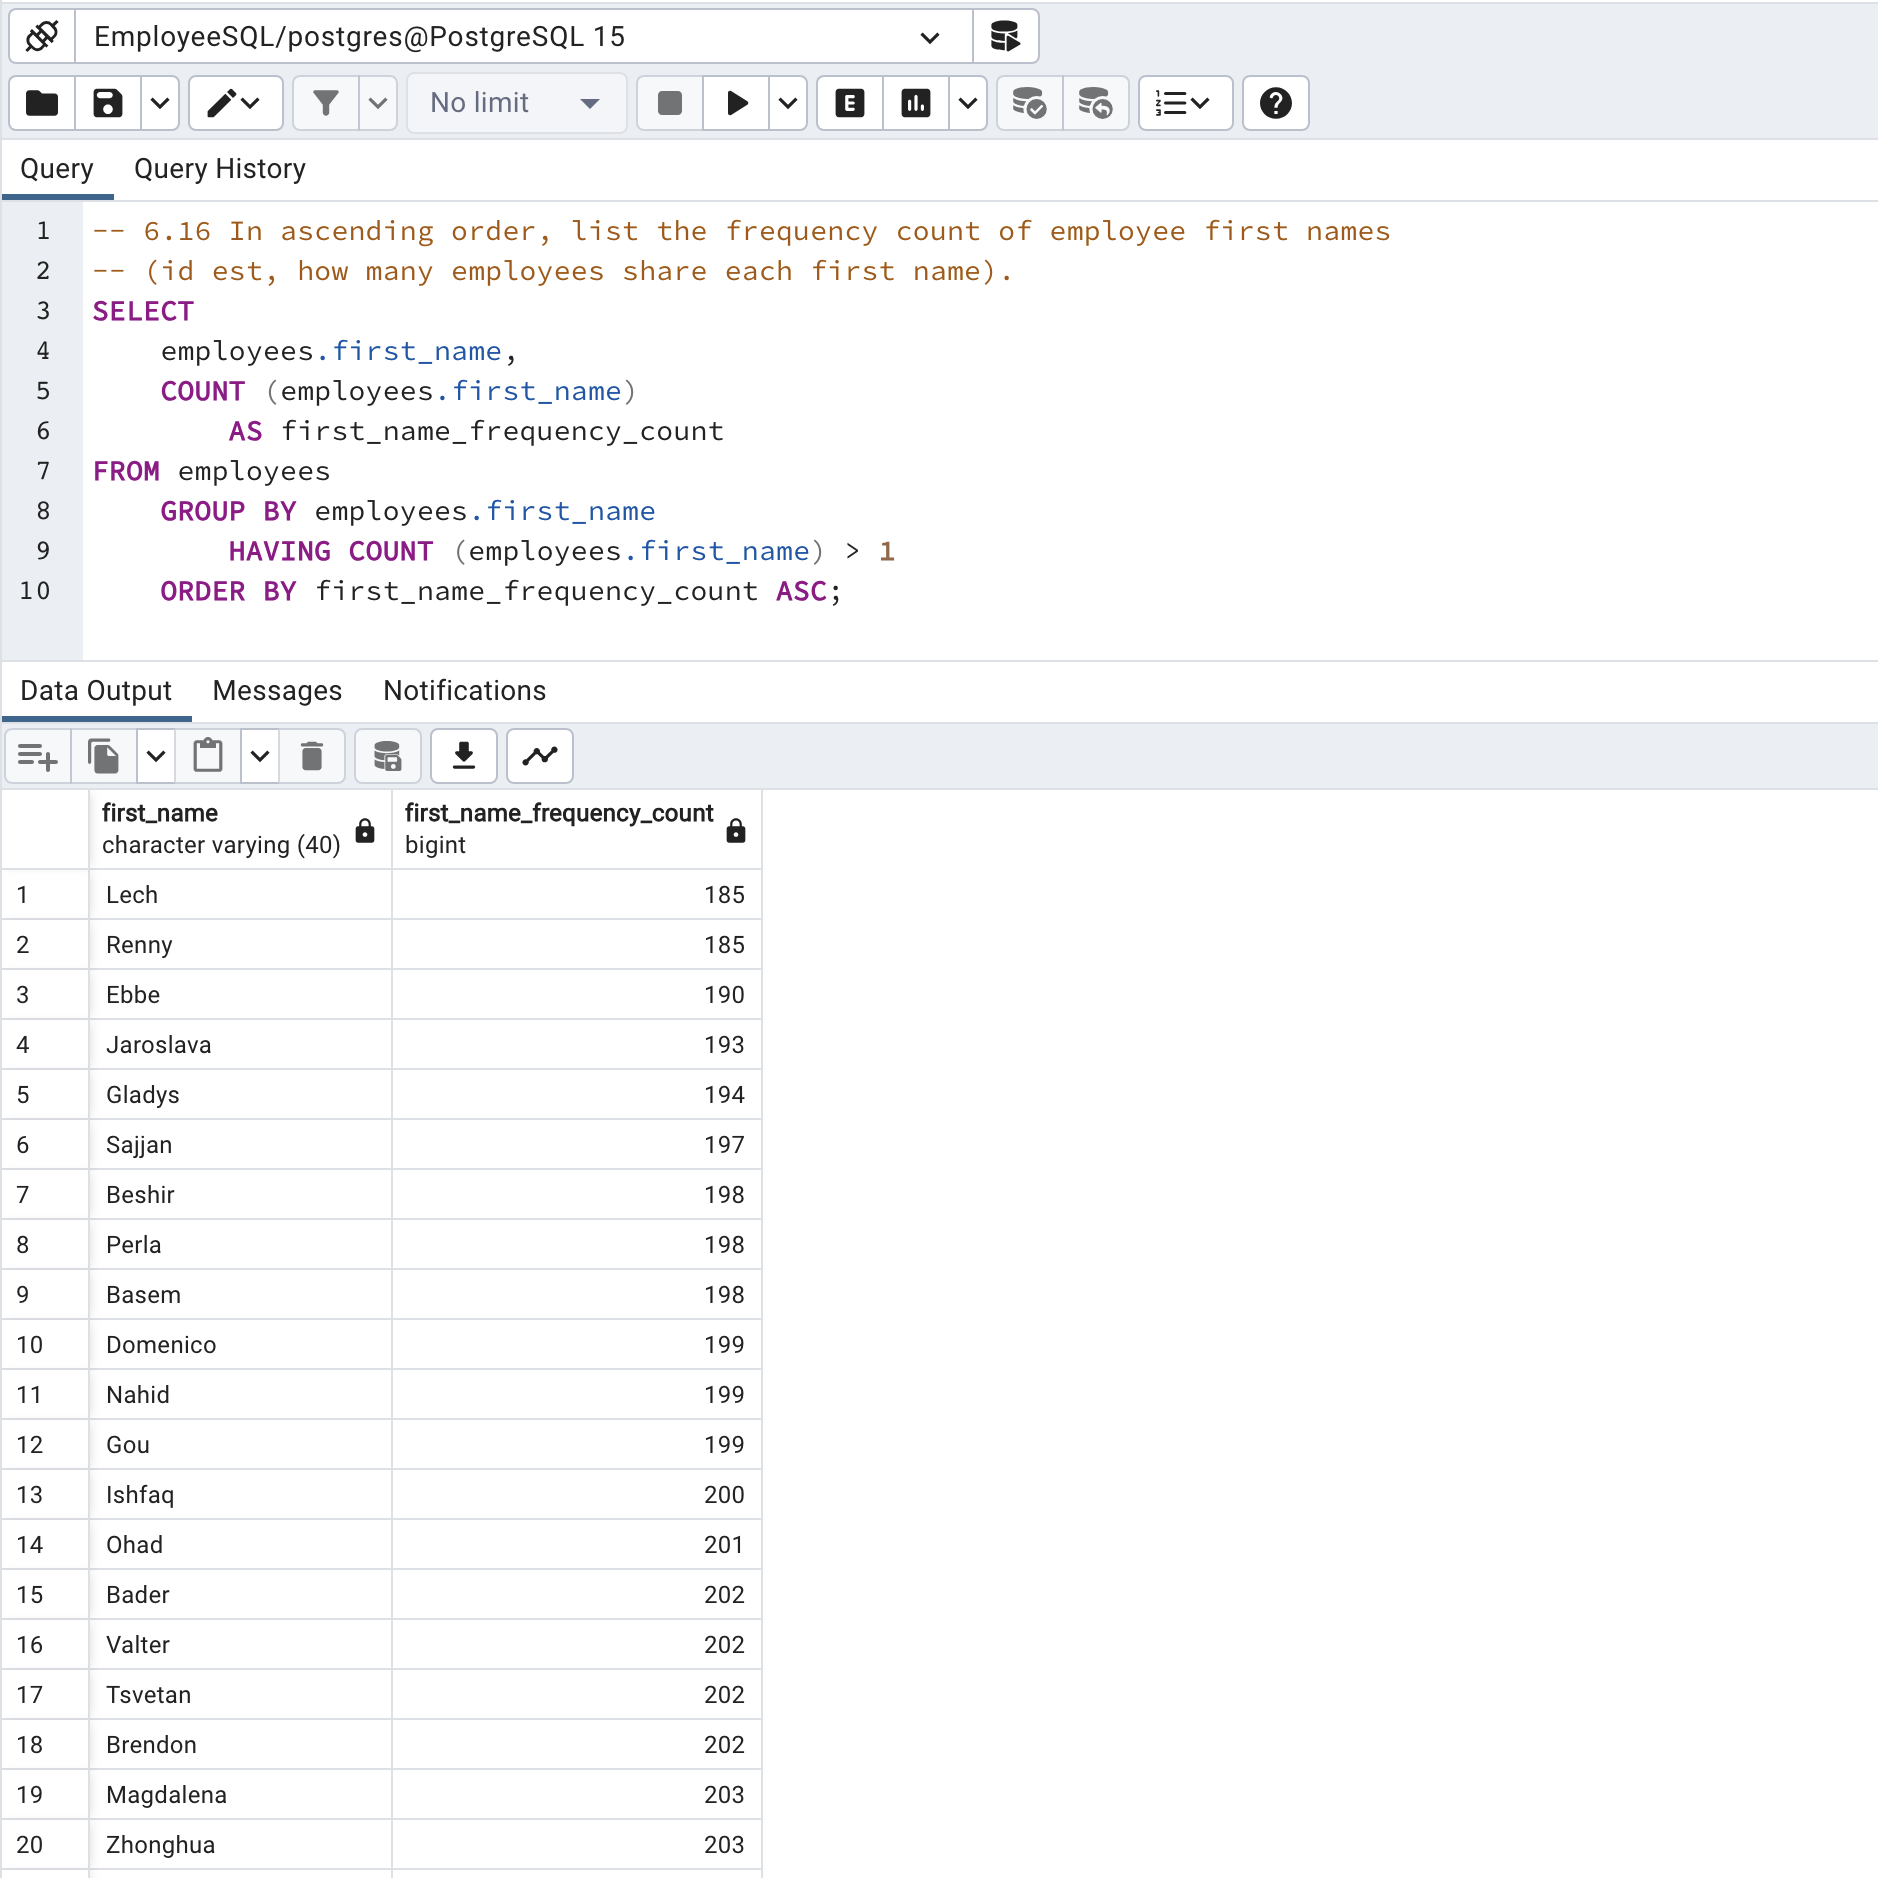 EmployeeSQL/postgres@PostgreSQL 15
No limit
E
?
Query Query History
1 -- 6.16 In ascending order, list the frequency count of employee first names
2 -- (id est, how many employees share each first name).
3 SELECT
4 employees.first_name,
5 COUNT (employees.first_name)
6 AS first_name_frequency_count
7 FROM employees
8 GROUP BY employees.first_name
9 HAVING COUNT (employees.first_name) > 1
10 ORDER BY first_name_frequency_count ASC;
Data Output Messages Notifications
first_name first_name_frequency_count
character varying (40) bigint
1 Lech 185
2 Renny 185
3 Ebbe 190
4 Jaroslava 193
5 Gladys 194
6 Sajjan 197
7 Beshir 198
8 Perla 198
9 Basem 198
10 Domenico 199
11 Nahid 199
12 Gou 199
13 Ishfaq 200
14 Ohad 201
15 Bader 202
16 Valter 202
17 Tsvetan 202
18 Brendon 202
19 Magdalena 203
20 Zhonghua 203